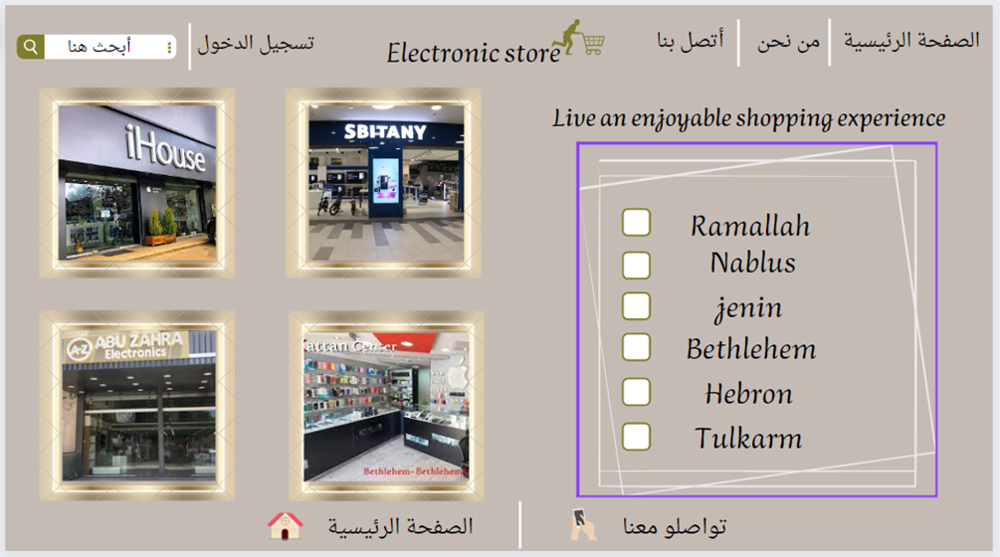 الصفحة الرئيسية
من نحن
أتصل بنا
Electronic store
تسجيل الدخول
أبحث هنا
Live an enjoyable shopping experience
iHouse
SBITANY
Ramallah
Nablus
jenin
Bethlehem
Hebron
Tulkarm
A-Z ABU ZAHRA
Electronics
attan Center
Bethlehem- Bethlehem
تواصلو معنا
الصفحة الرئيسية